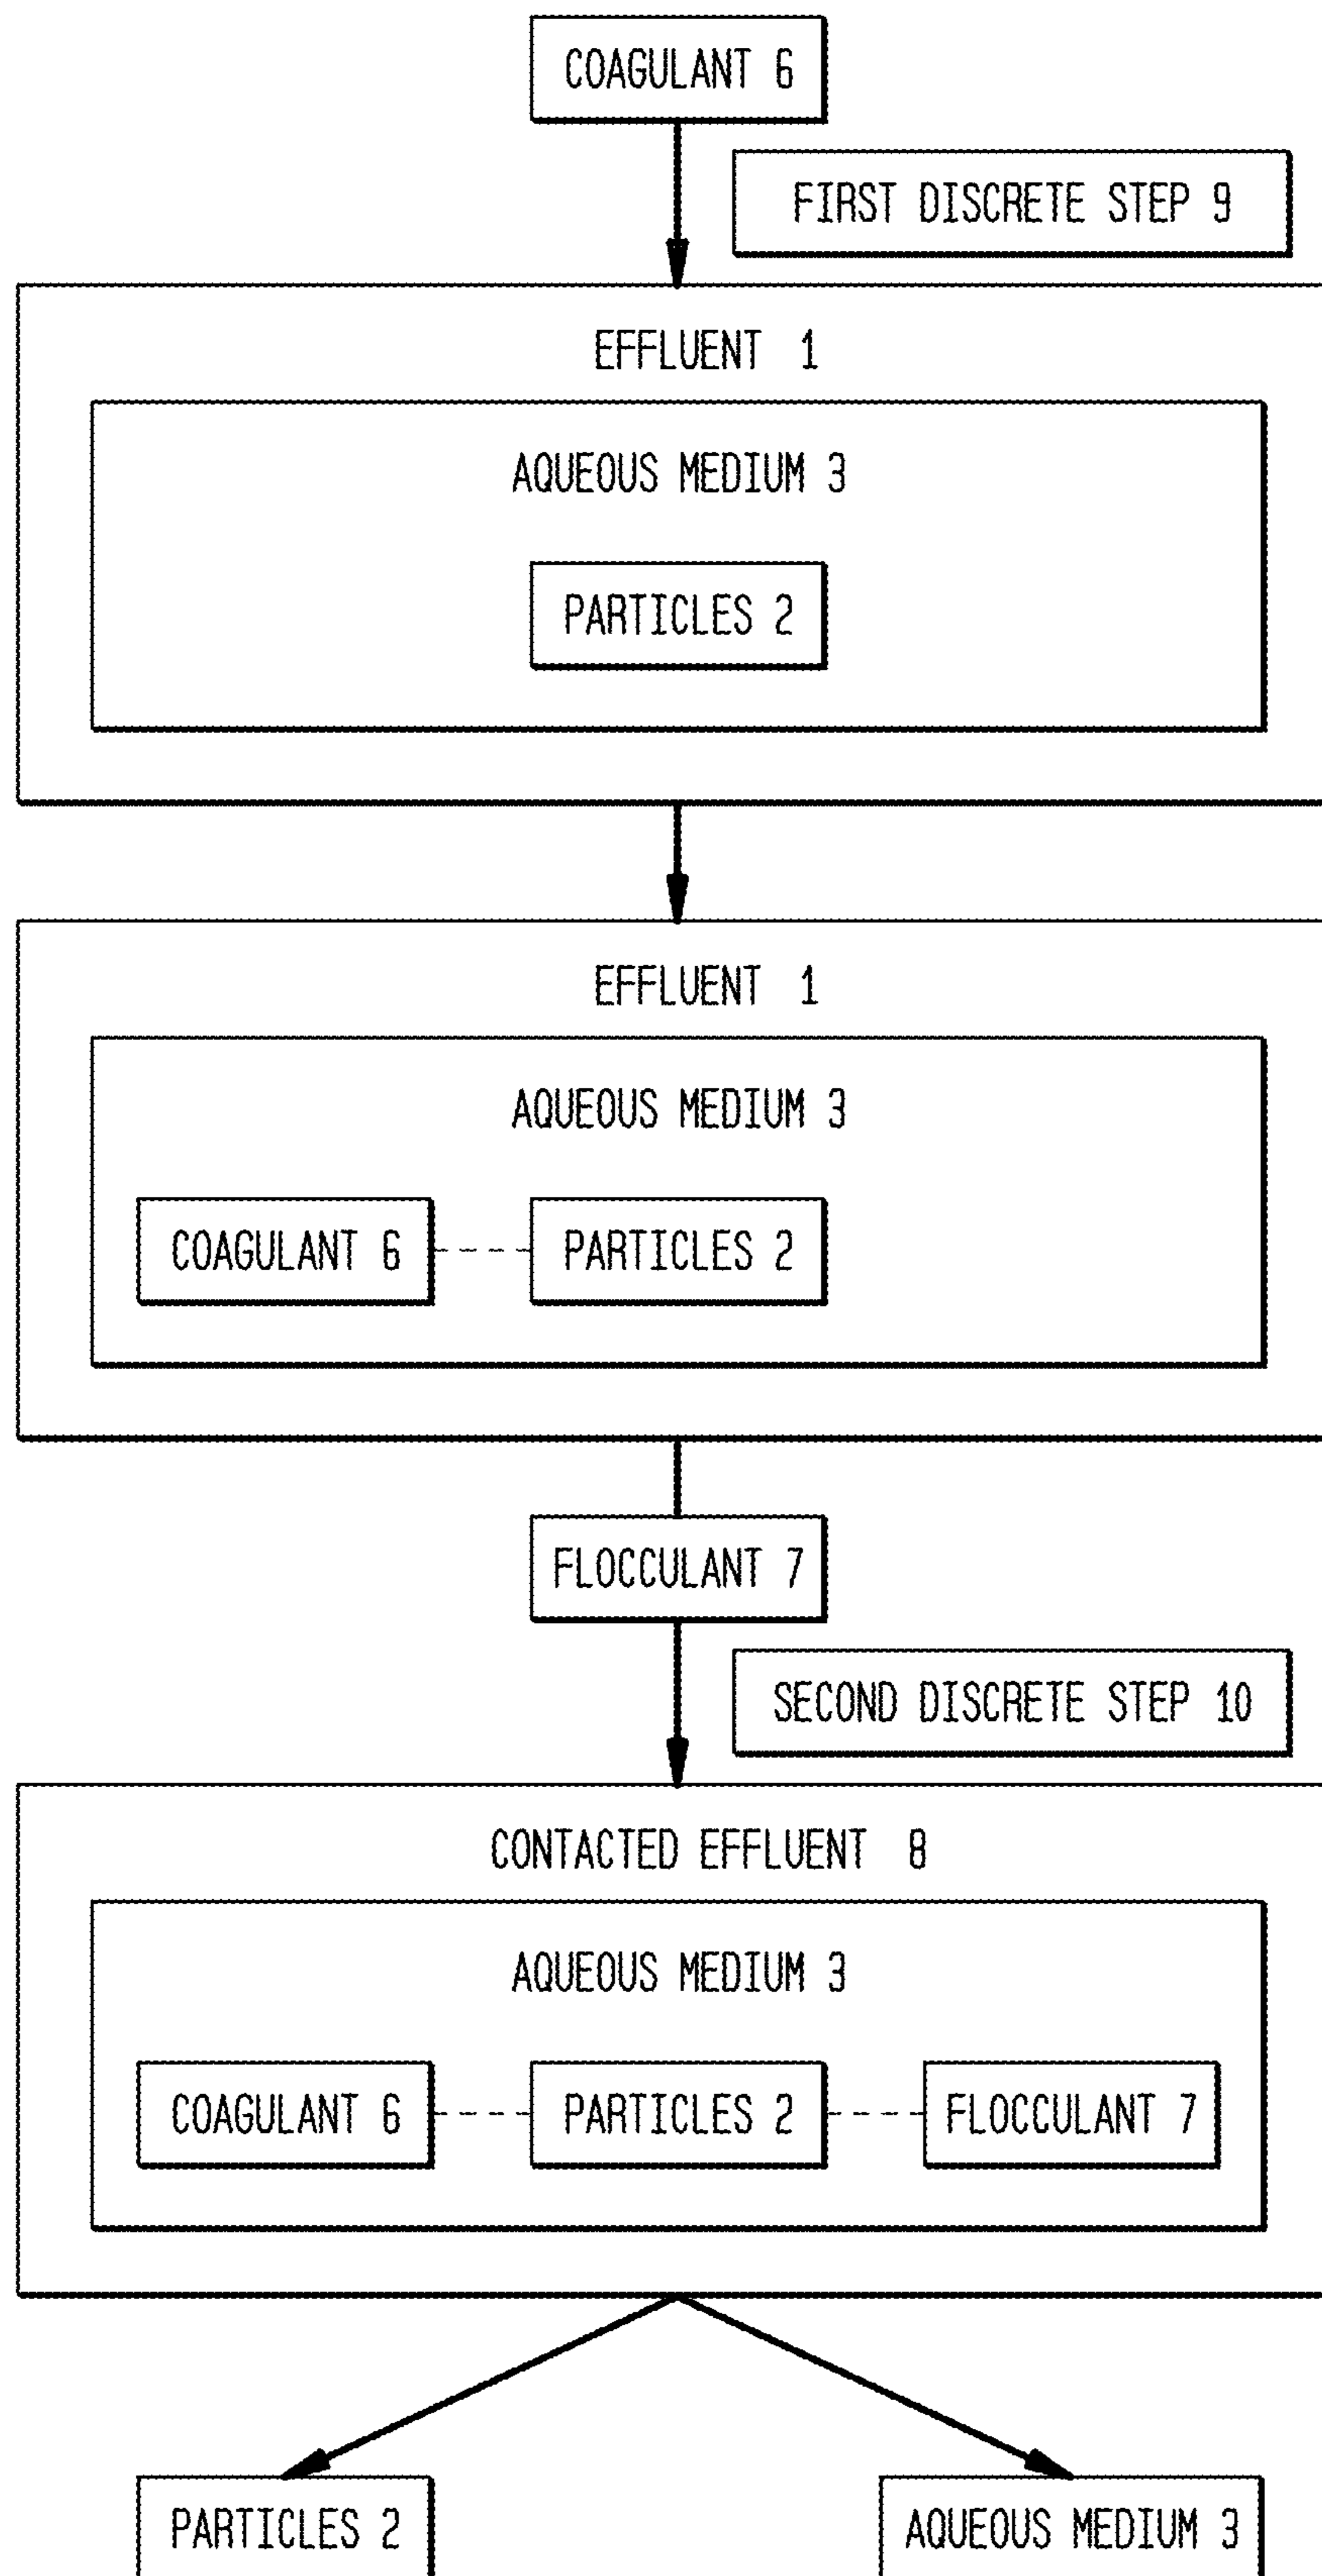 COAGULANT 6
FIRST DISCRETE STEP 9
EFFLUENT 1
AQUEOUS MEDIUM 3
PARTICLES 2
EFFLUENT 1
AQUEOUS MEDIUM 3
COAGULANT 6 PARTICLES 2
FLOCCULANT 7
SECOND DISCRETE STEP 10
CONTACTED EFFLUENT 8
AQUEOUS MEDIUM 3
COAGULANT 6 PARTICLES 2 FLOCCULANT 7
PARTICLES 2 AQUEOUS MEDIUM 3